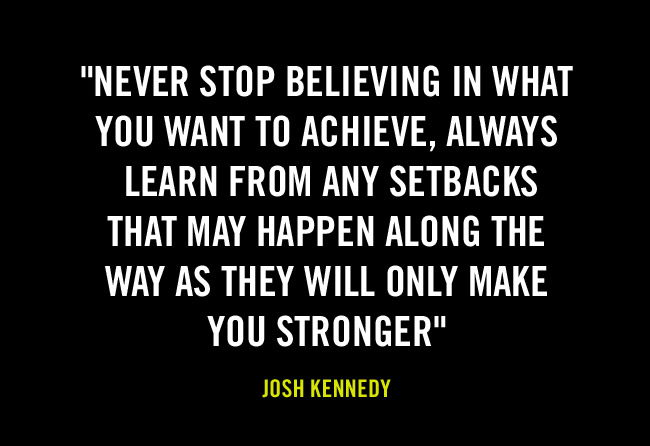 "NEVER STOP BELIEVING IN WHAT
YOU WANT TO ACHIEVE, ALWAYS
LEARN FROM ANY SETBACKS
THAT MAY HAPPEN ALONG THE
WAY AS THEY WILL ONLY MAKE
YOU STRONGER"
JOSH KENNEDY